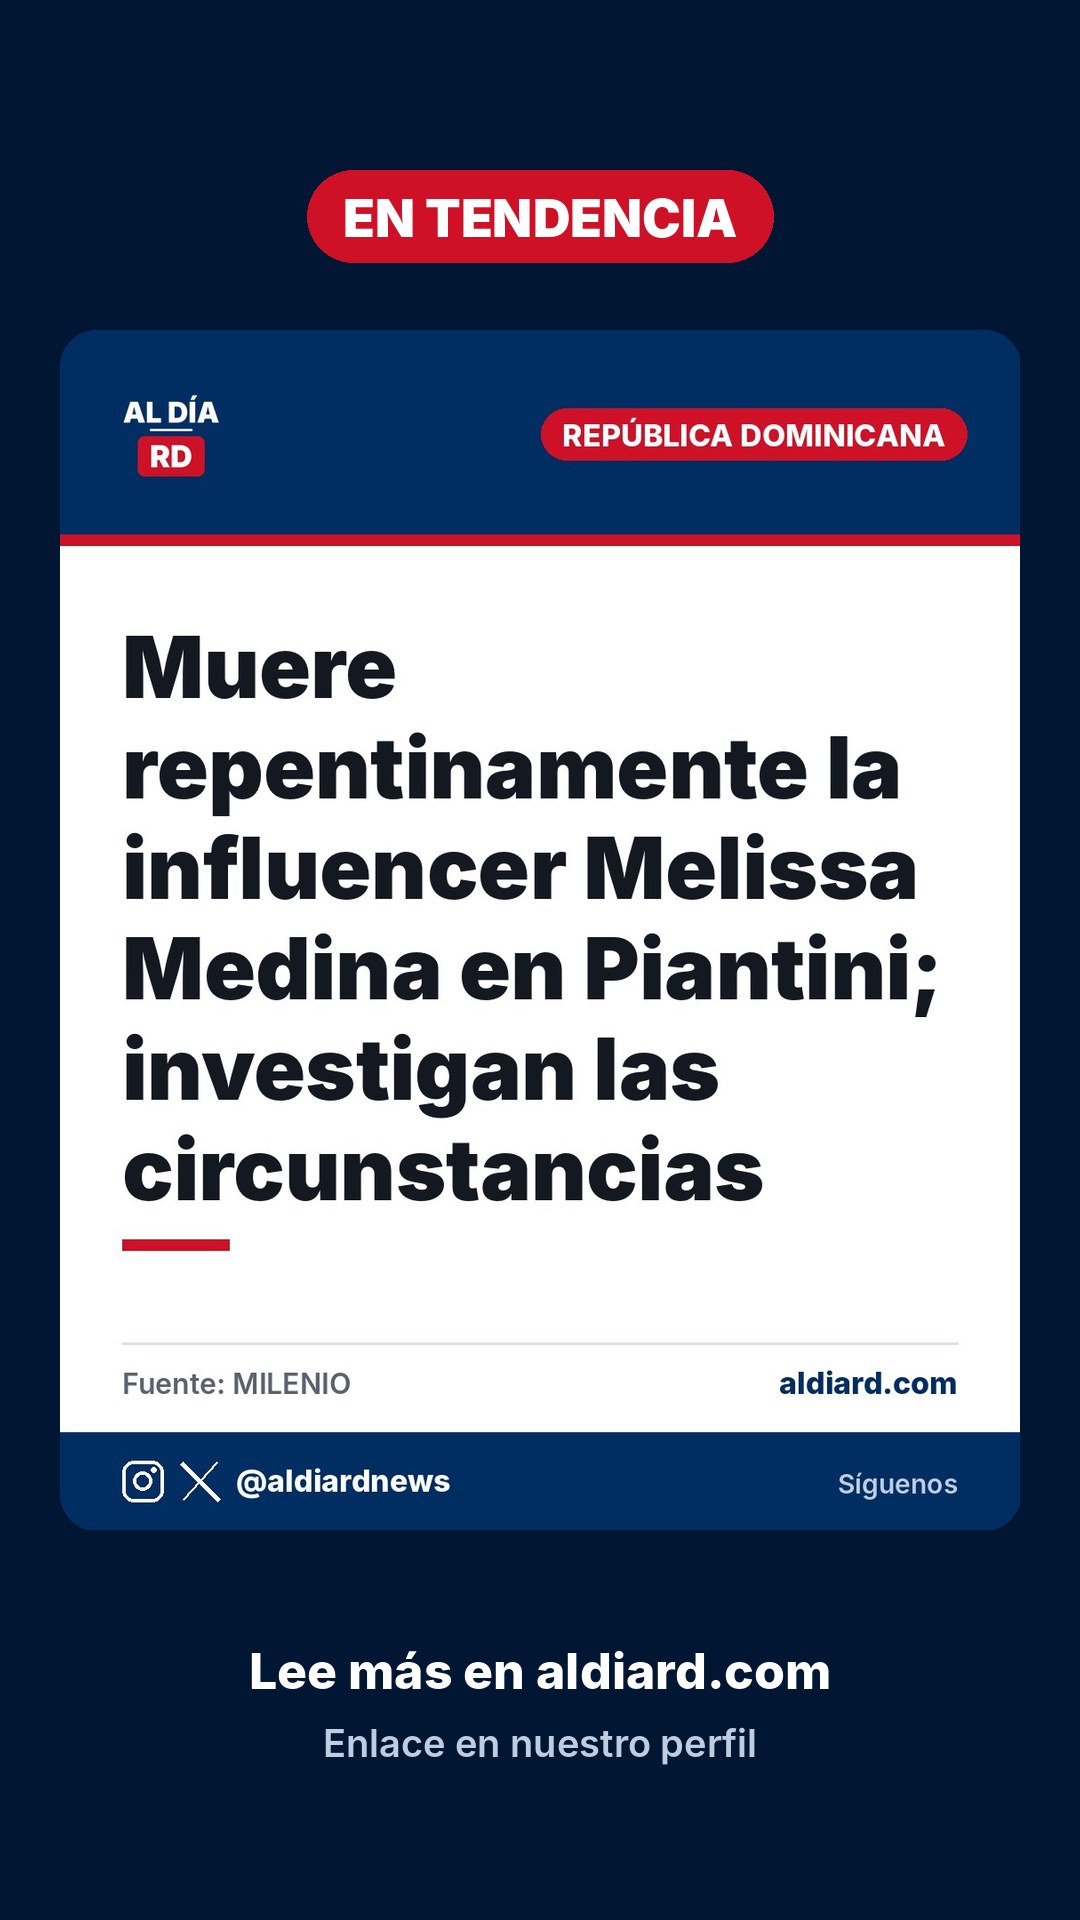 EN TENDENCIA
AL DÍA
RD
REPÚBLICA DOMINICANA
Muere
repentinamente la
influencer Melissa
Medina en Piantini;
investigan las
circunstancias
Fuente: MILENIO
aldiard.com
@aldiardnews
Síguenos
Lee más en aldiard.com
Enlace en nuestro perfil